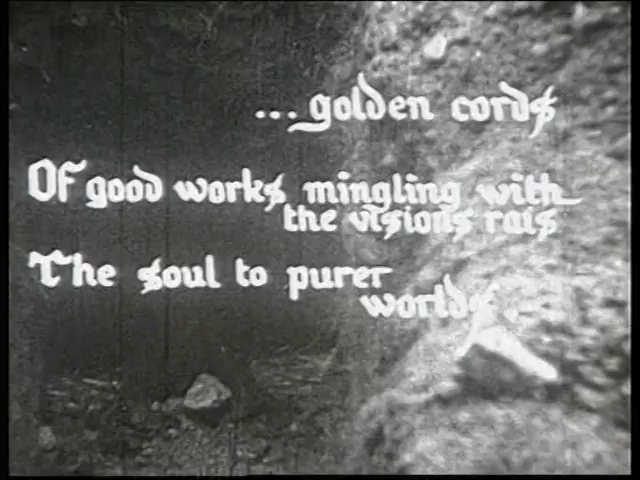 ...golden cords
Of good works mingling with
the visions rais
The soul to purer
worlds.